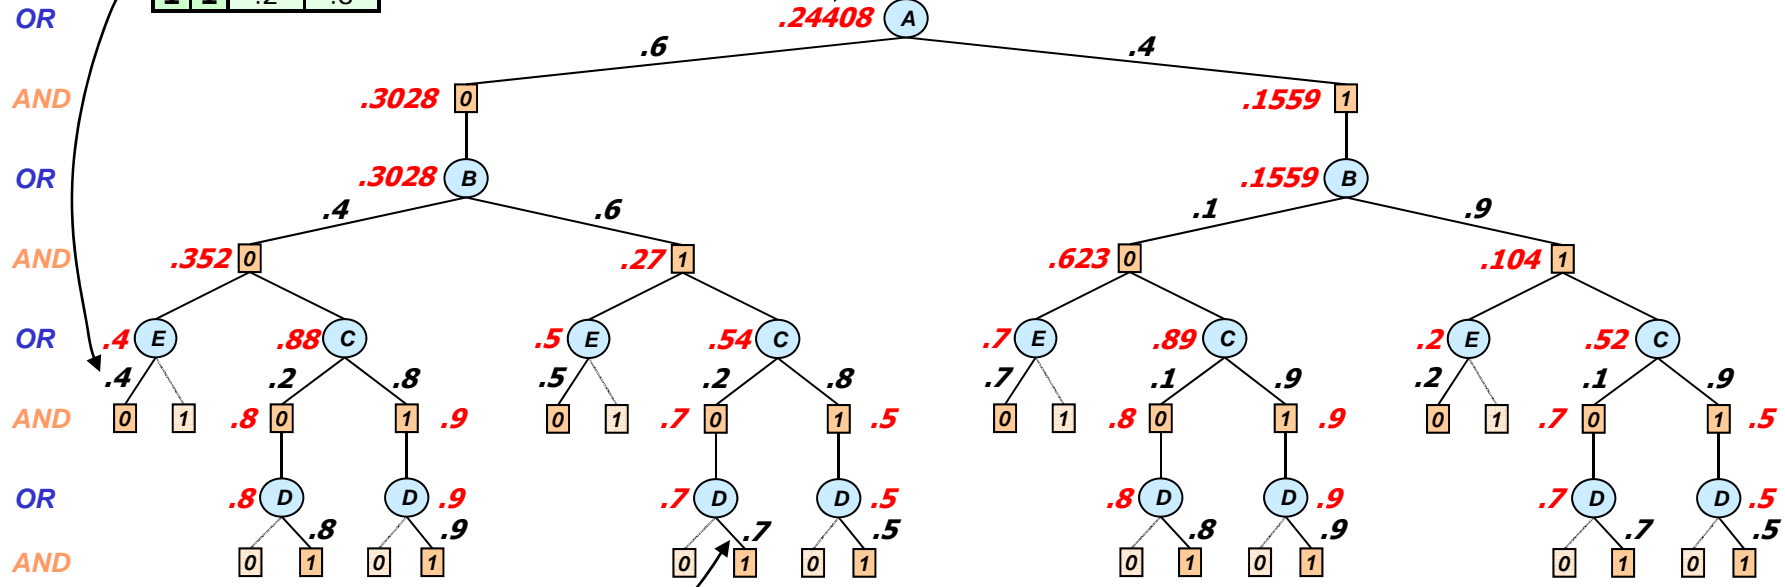 1 1 .2 .8
OR .24408 A
.6 .4
AND .3028 0 .1559 1
OR .3028 B .1559 B
.4 .6 .1 .9
AND .352 0 .27 1 .623 0 .104 1
OR .4 E .88 C .5 E .54 C .7 E .89 C .2 E .52 C
.4 .2 .8 .5 .2 .8 .7 .1 .9 .2 .1 .9
AND 0 1 .8 0 1 .9 0 1 .7 0 1 .5 0 1 .8 0 1 .9 0 1 .7 0 1 .5
OR .8 D D .9 .7 D D .5 .8 D D .9 .7 D D .5
.8 .9 .7 .5 .8 .9 .7 .5
AND 0 1 0 1 0 1 0 1 0 1 0 1 0 1 0 1